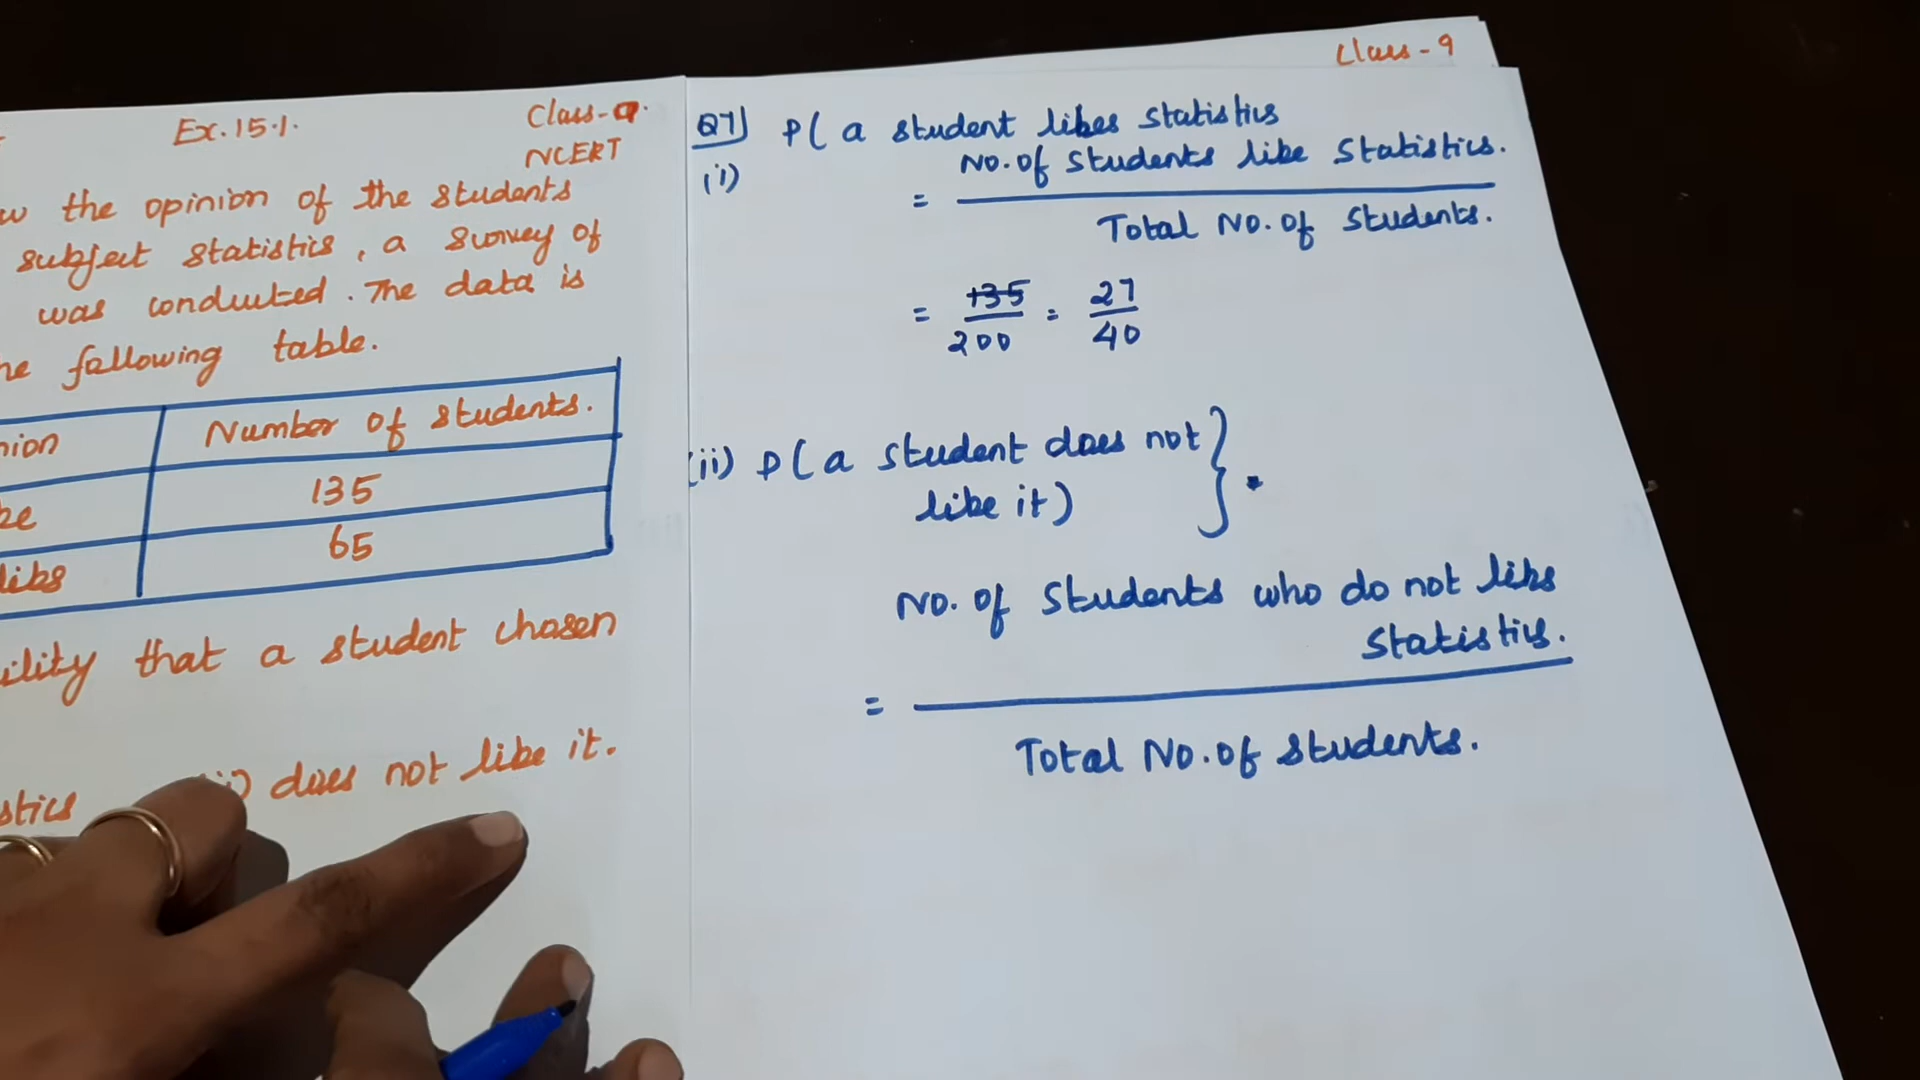 Class-9
Ex.15.1.
Class-9.
NCERT
the opinion of the students
subject statistics, a survey of
was conducted. The data is
following table.
Number of students.
135
65
that a student chosen
does not like it.
Q7) P( a student likes statistics
(i)
No. of students like statistics.
=
Total No. of students.
= 135 = 27
200 40
(ii) P(a student does not
like it)
No. of students who do not like
statistics.
=
Total No. of students.